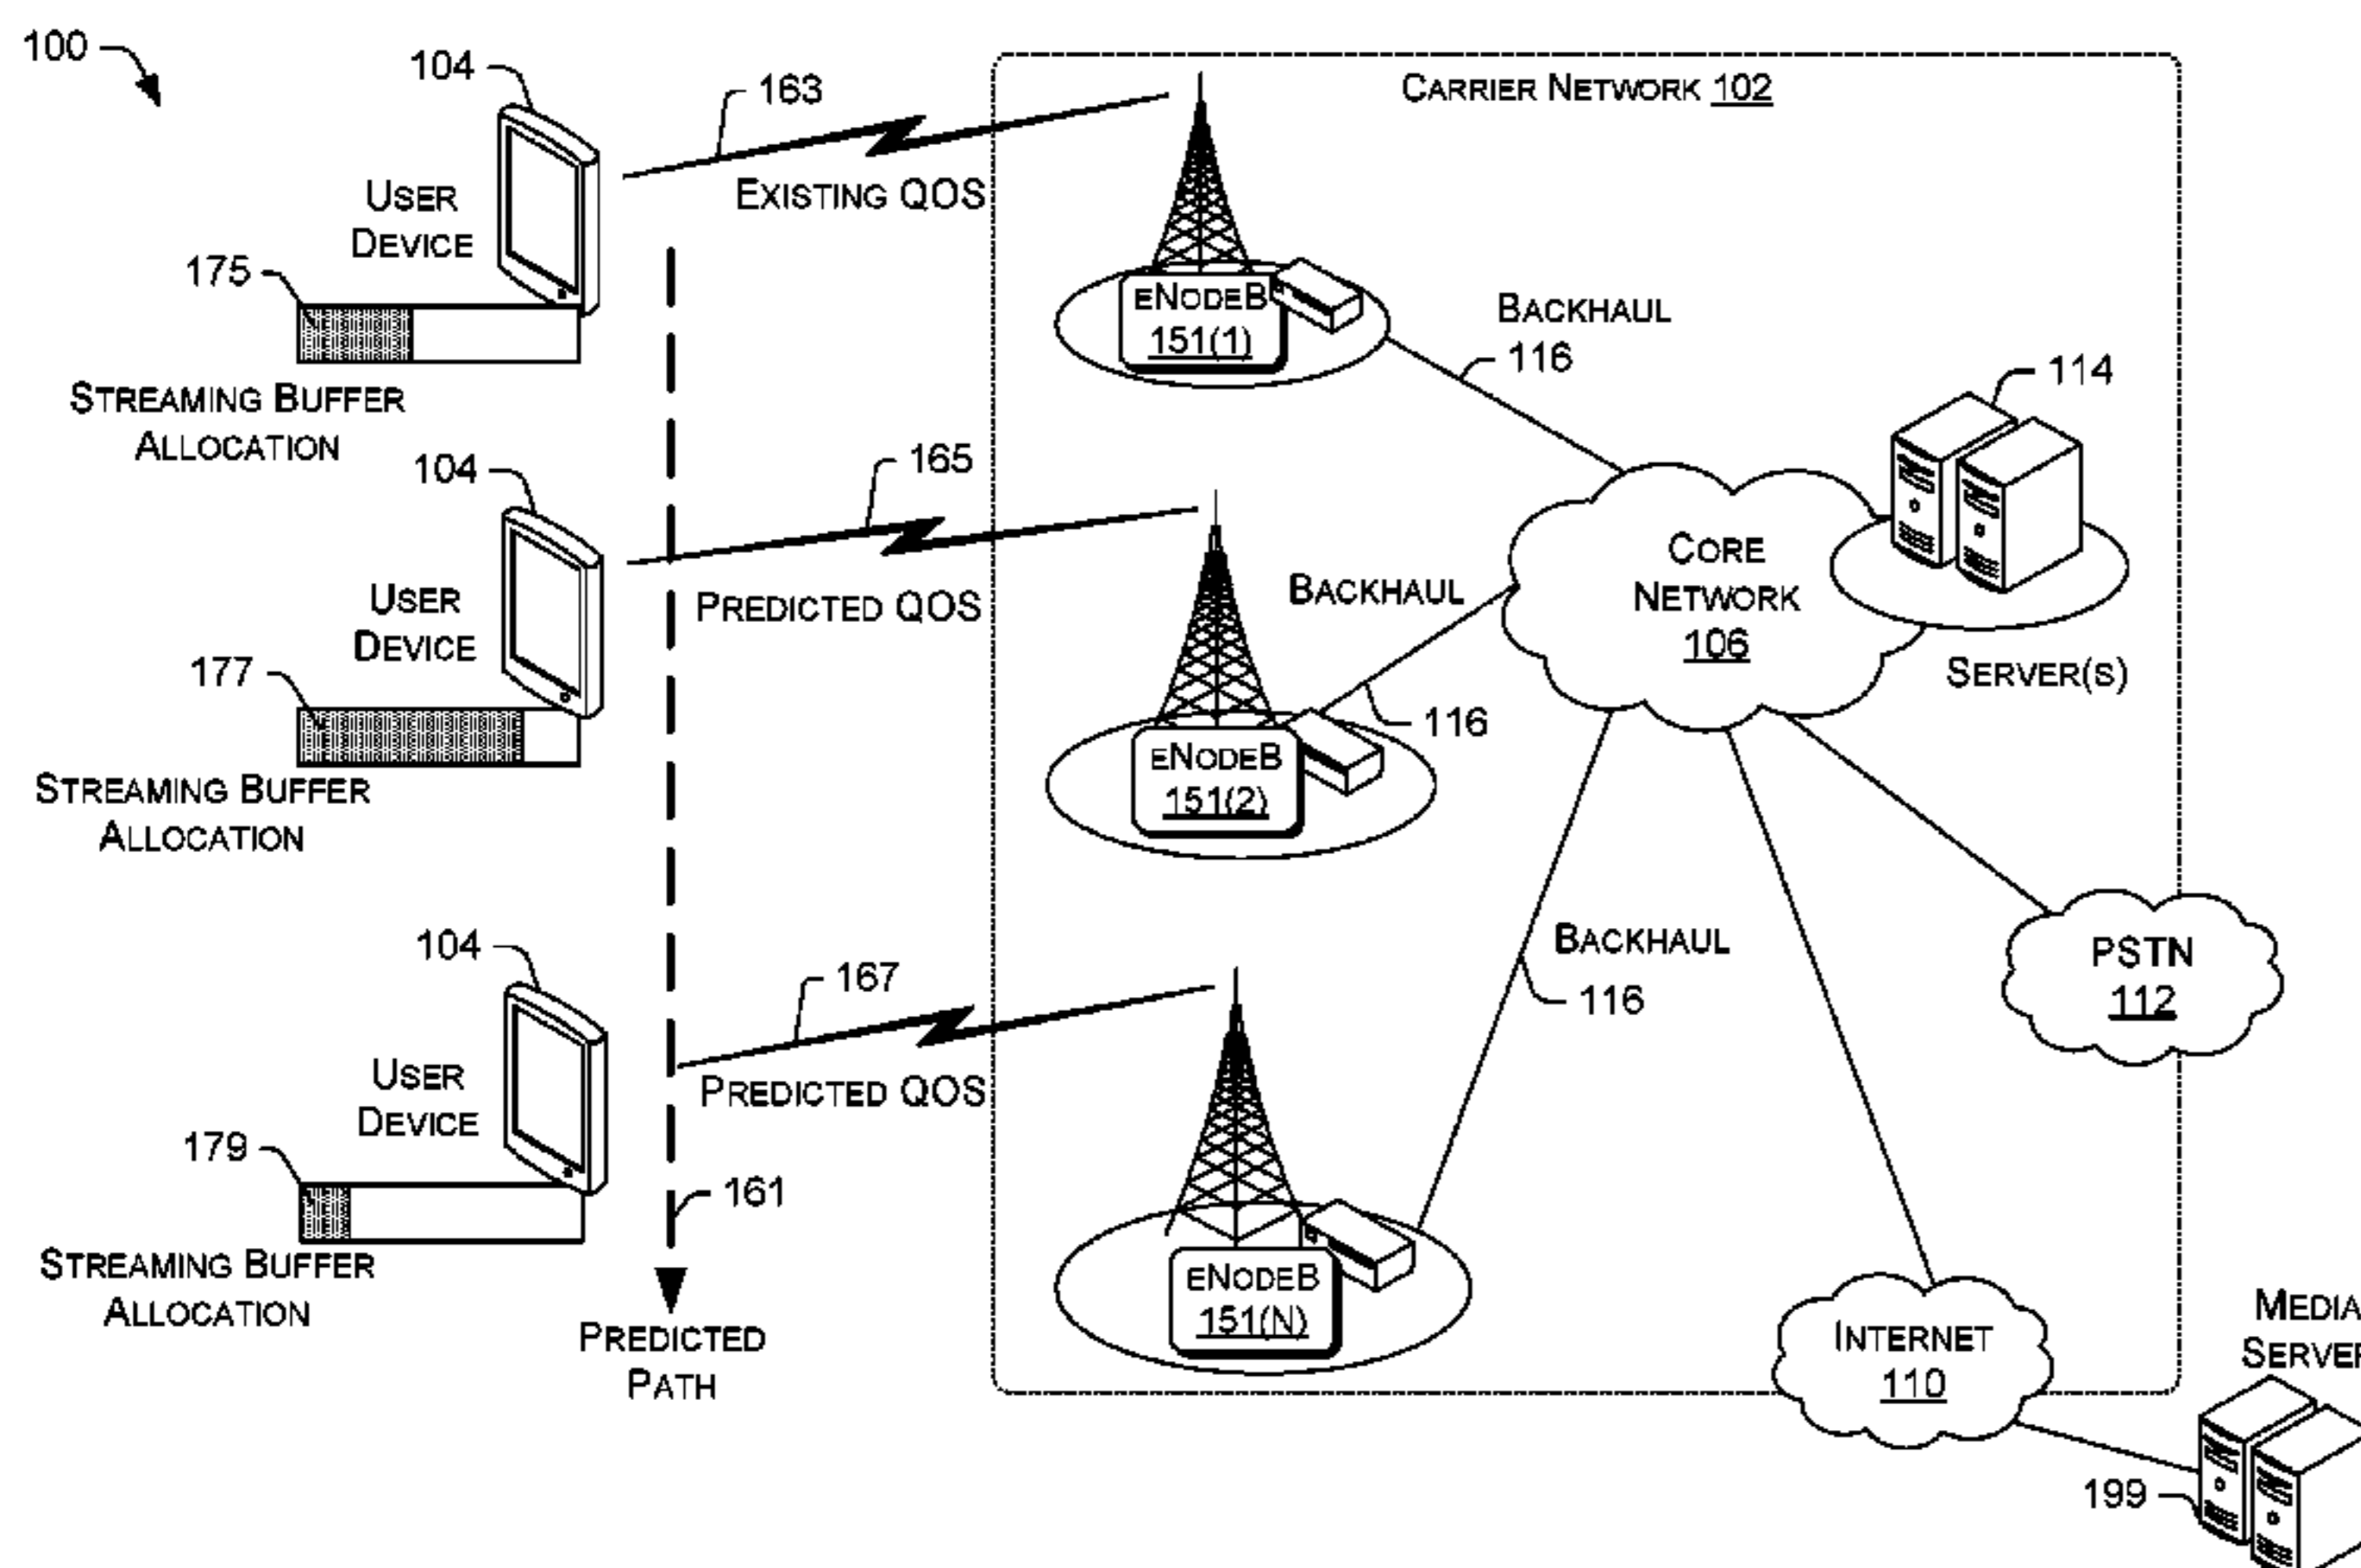 100
104
163
CARRIER NETWORK 102
USER
DEVICE
EXISTING QOS
175
ENODEB
151(1)
BACKHAUL
116
114
STREAMING BUFFER
ALLOCATION
104
165
CORE
NETWORK
106
USER
DEVICE
PREDICTED QOS
BACKHAUL
SERVER(S)
177
116
ENODEB
151(2)
STREAMING BUFFER
ALLOCATION
104
167
BACKHAUL
116
PSTN
112
USER
DEVICE
PREDICTED QOS
179
161
STREAMING BUFFER
ALLOCATION
ENODEB
151(N)
PREDICTED
PATH
INTERNET
110
MEDIA
SERVER
199